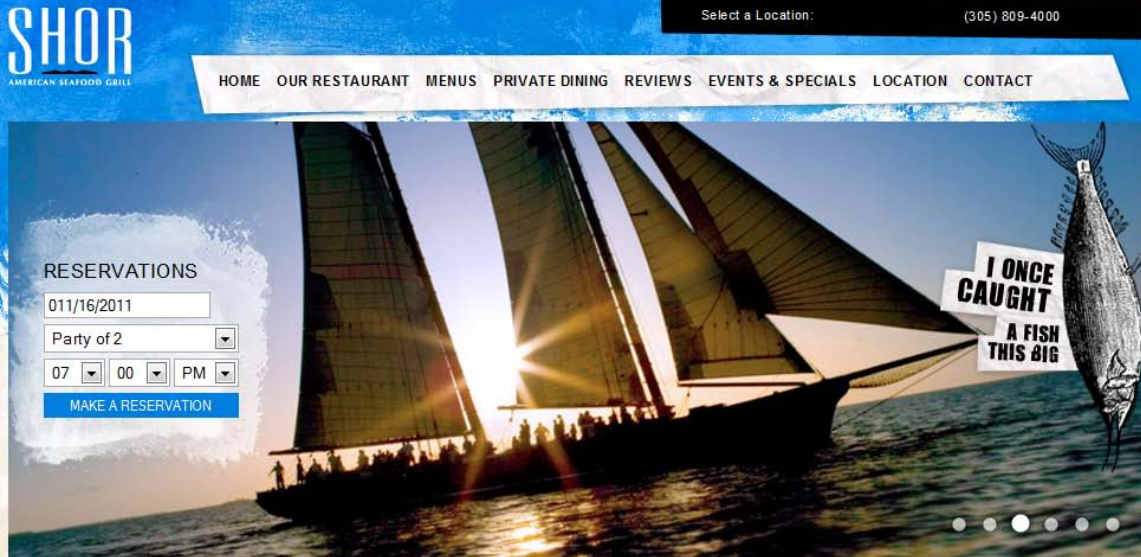 SHOR
AMERICAN SEAFOOD GRILL
Select a Location:
(305) 809-4000
HOME OUR RESTAURANT MENUS PRIVATE DINING REVIEWS EVENTS & SPECIALS LOCATION CONTACT
RESERVATIONS
011/16/2011
Party of 2
07 00 PM
MAKE A RESERVATION
I ONCE
CAUGHT
A FISH
THIS BIG